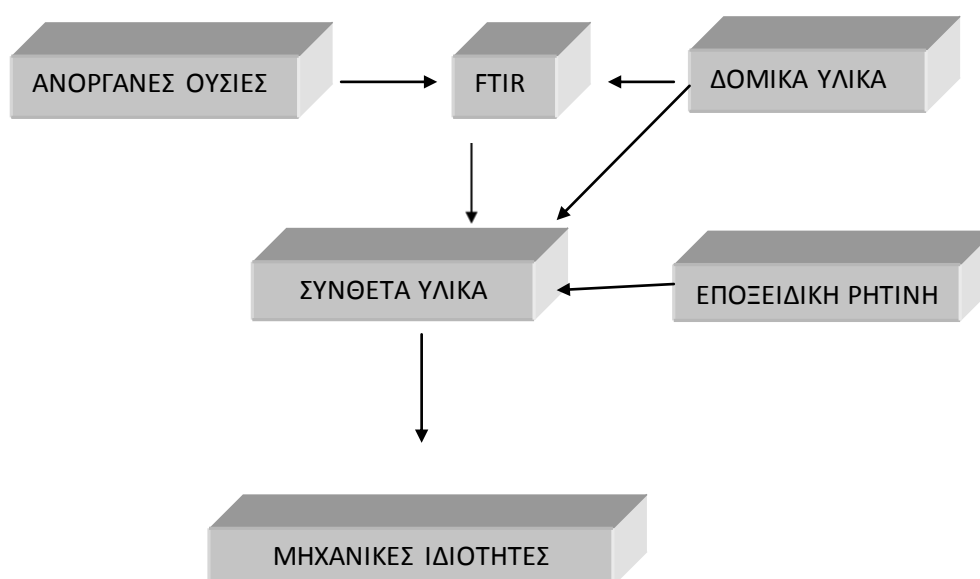 ΑΝΟΡΓΑΝΕΣ ΟΥΣΙΕΣ
FTIR
ΔΟΜΙΚΑ ΥΛΙΚΑ
ΣΥΝΘΕΤΑ ΥΛΙΚΑ
ΕΠΟΞΕΙΔΙΚΗ ΡΗΤΙΝΗ
ΜΗΧΑΝΙΚΕΣ ΙΔΙΟΤΗΤΕΣ